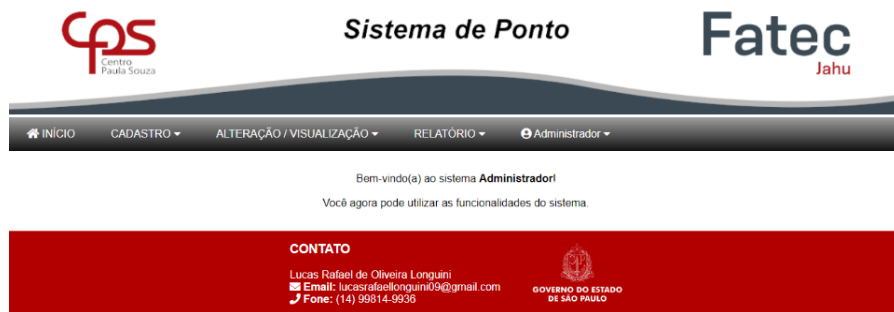 CPS
Centro
Paula Souza
Sistema de Ponto
Fatec
Jahu
INÍCIO CADASTRO ALTERAÇÃO / VISUALIZAÇÃO RELATÓRIO Administrador
Bem-vindo(a) ao sistema Administrador!
Você agora pode utilizar as funcionalidades do sistema.
CONTATO
Lucas Rafael de Oliveira Longuini
Email: lucasrafaellonguini09@gmail.com
Fone: (14) 99814-9936
GOVERNO DO ESTADO
DE SÃO PAULO